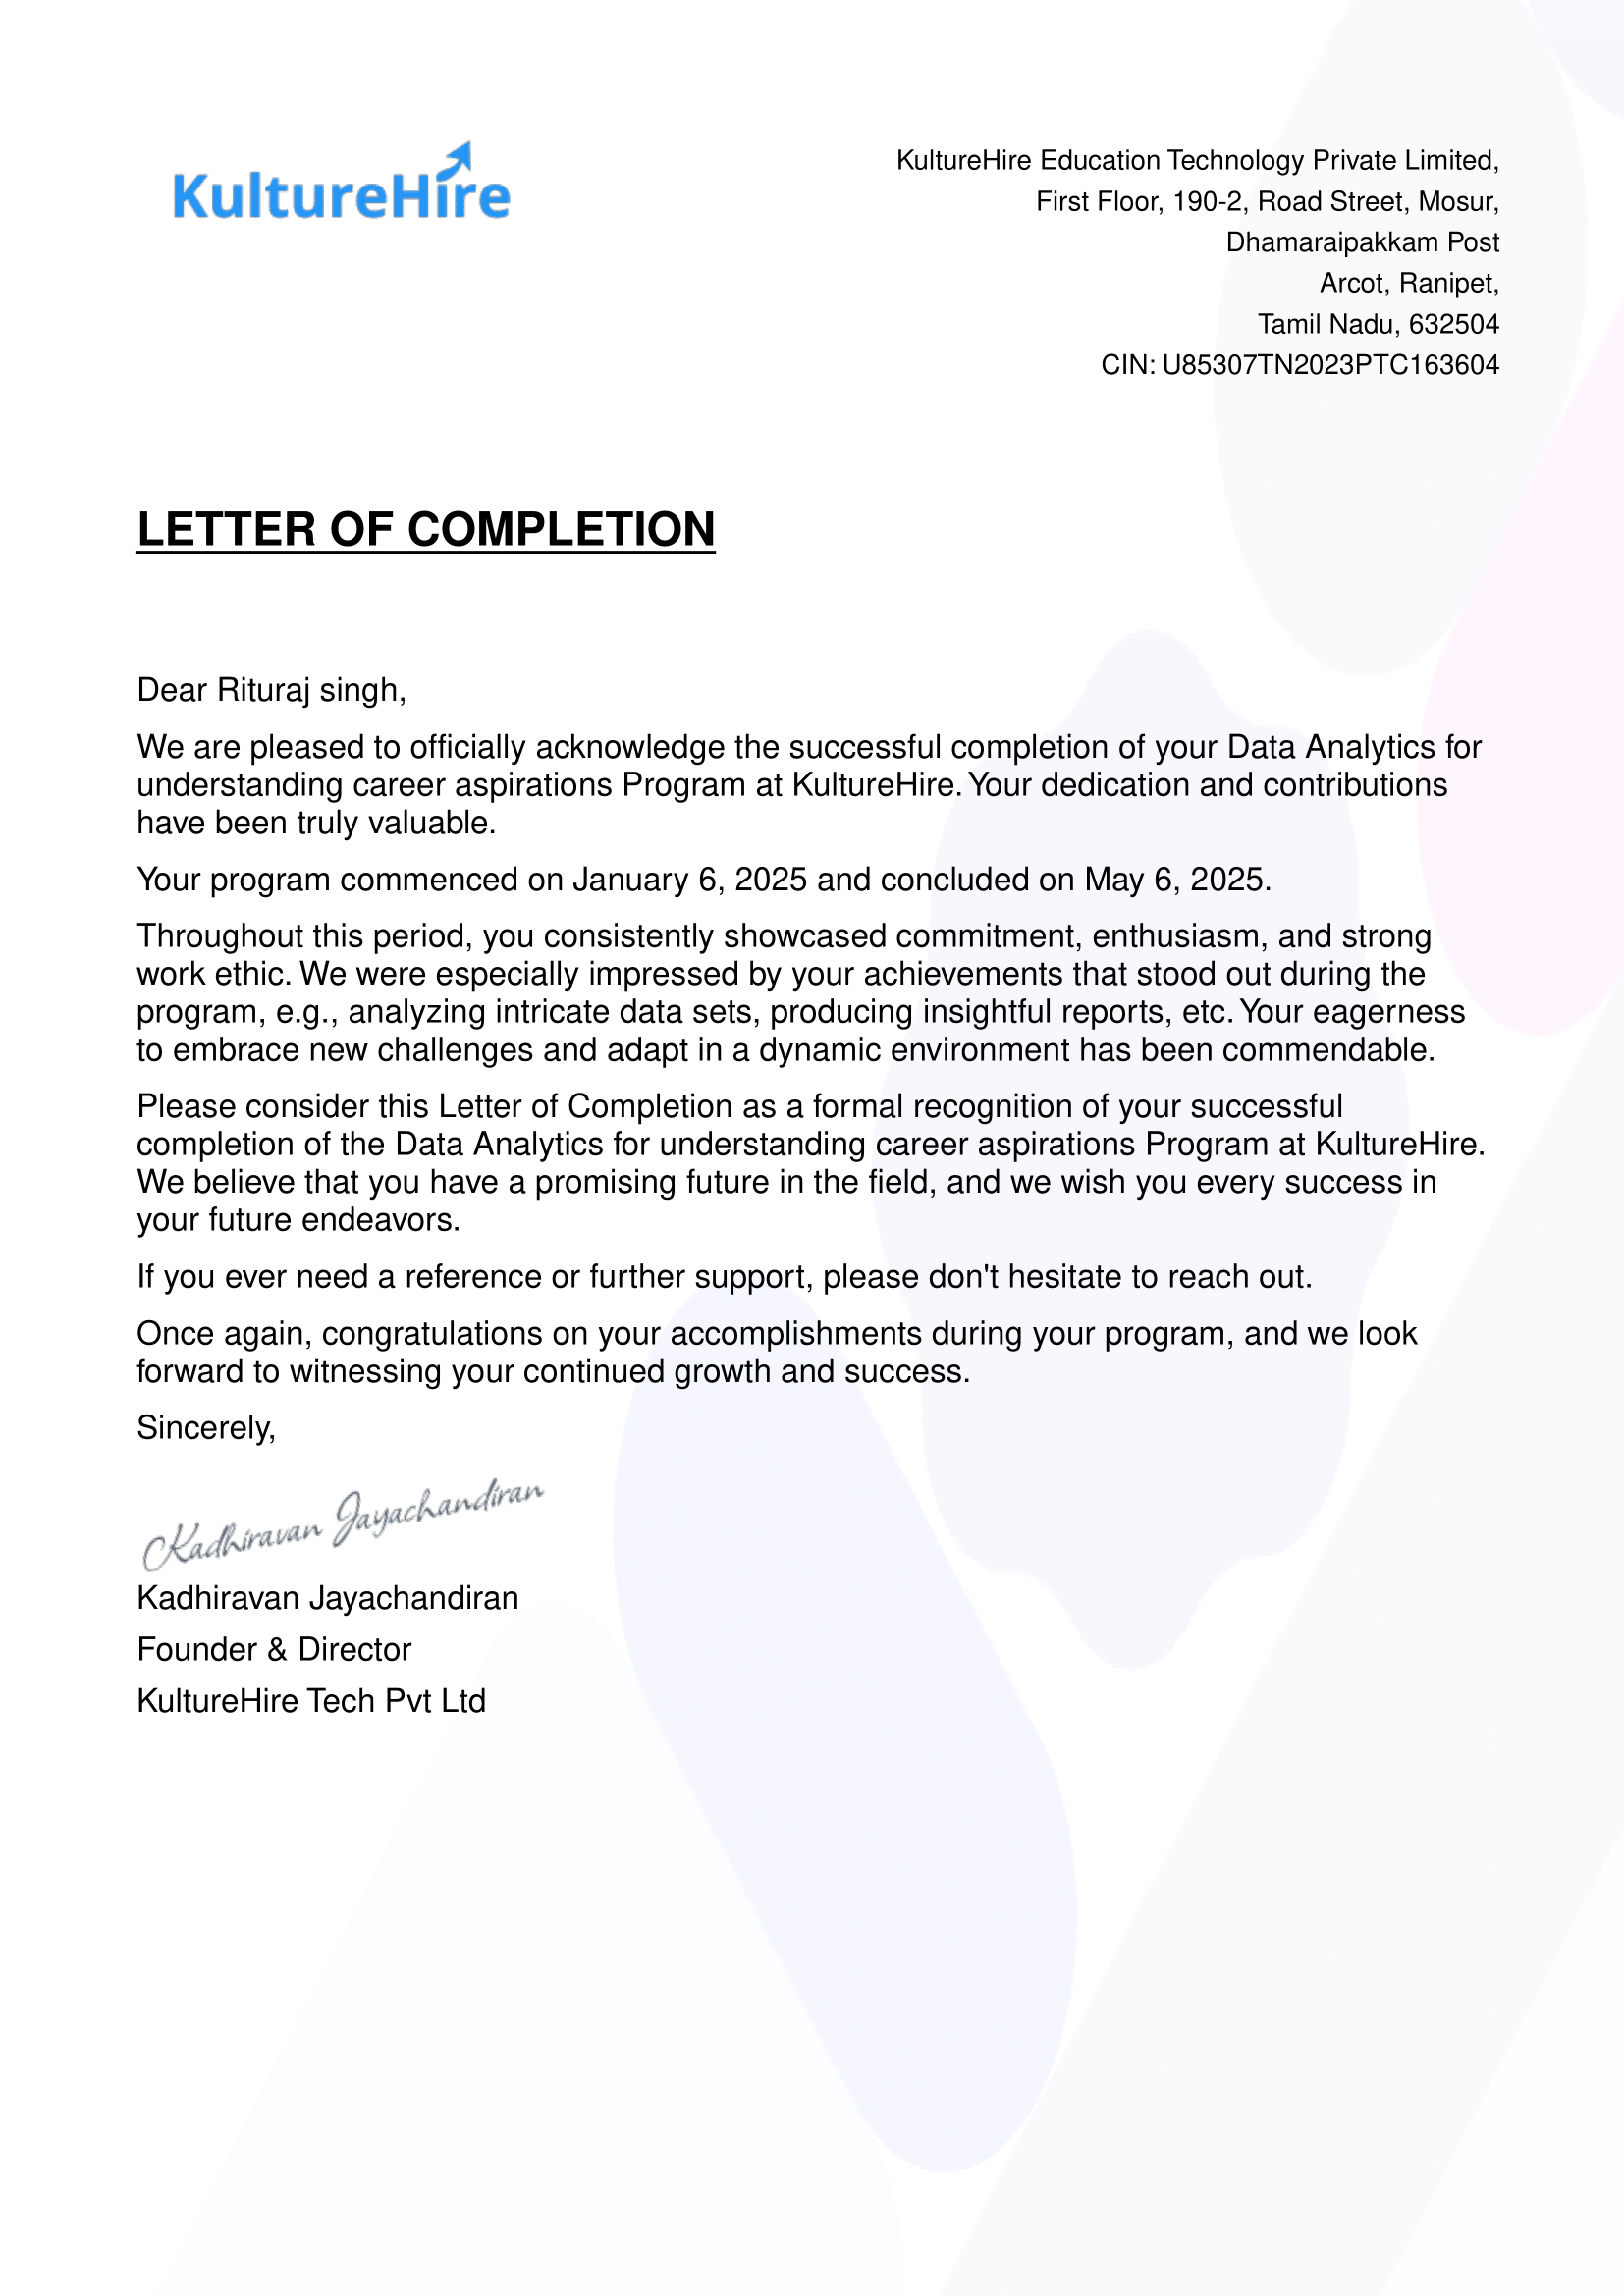 KultureHire
KultureHire Education Technology Private Limited,
First Floor, 190-2, Road Street, Mosur,
Dhamaraipakkam Post
Arcot, Ranipet,
Tamil Nadu, 632504
CIN: U85307TN2023PTC163604
LETTER OF COMPLETION
Dear Rituraj singh,
We are pleased to officially acknowledge the successful completion of your Data Analytics for
understanding career aspirations Program at KultureHire. Your dedication and contributions
have been truly valuable.
Your program commenced on January 6, 2025 and concluded on May 6, 2025.
Throughout this period, you consistently showcased commitment, enthusiasm, and strong
work ethic. We were especially impressed by your achievements that stood out during the
program, e.g., analyzing intricate data sets, producing insightful reports, etc. Your eagerness
to embrace new challenges and adapt in a dynamic environment has been commendable.
Please consider this Letter of Completion as a formal recognition of your successful
completion of the Data Analytics for understanding career aspirations Program at KultureHire.
We believe that you have a promising future in the field, and we wish you every success in
your future endeavors.
If you ever need a reference or further support, please don't hesitate to reach out.
Once again, congratulations on your accomplishments during your program, and we look
forward to witnessing your continued growth and success.
Sincerely,
Kadhiravan Jayachandiran
Kadhiravan Jayachandiran
Founder & Director
KultureHire Tech Pvt Ltd